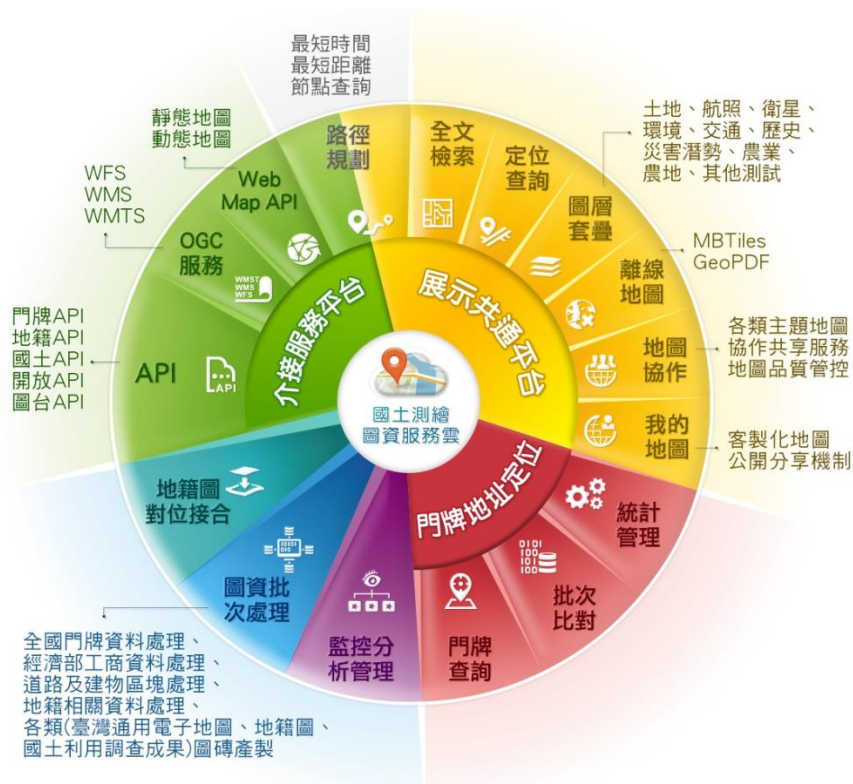 最短時間
最短距離
節點查詢
靜態地圖
動態地圖
WFS
WMS
WMTS
門牌API
地籍API
國土API
開放API
圖台API
路徑
規劃
Web
Map API
OGC
服務
WMST
WMS
WFS
API
API
介接服務平台
全文
檢索
定位
查詢
圖層
套疊
離線
地圖
地圖
協作
我的
地圖
展示共通平台
土地、航照、衛星、
環境、交通、歷史、
災害潛勢、農業、
農地、其他測試
MBTiles
GeoPDF
各類主題地圖
協作共享服務
地圖品質管控
客製化地圖
公開分享機制
國土測繪
圖資服務雲
門牌地址定位
統計
管理
0101
100
101
001
批次
比對
門牌
查詢
監控分
析管理
10101
010
圖資批
次處理
地籍圖
對位接合
全國門牌資料處理、
經濟部工商資料處理、
道路及建物區塊處理、
地籍相關資料處理、
各類(臺灣通用電子地圖、地籍圖、
國土利用調查成果)圖磚產製